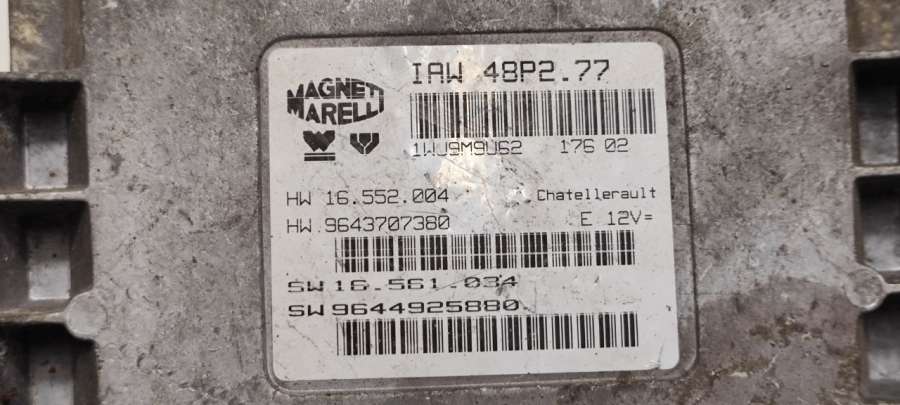 IAW 48P2.77
MAGNETI
MARELLI
1WJ9M9U62 176 02
HW 16.552.004 Chatellerault
HW 9643707380 E 12V=
SW 16.561.034
SW 9644925880